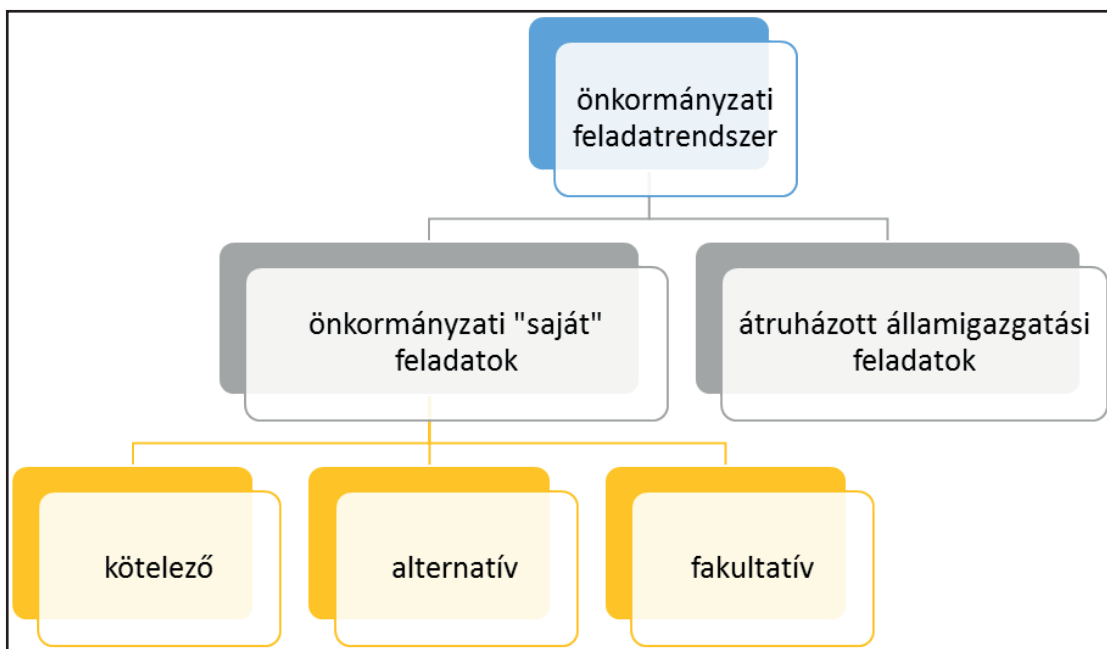 önkormányzati
feladatrendszer
önkormányzati "saját"
feladatok
átruházott államigazgatási
feladatok
kötelező
alternatív
fakultatív